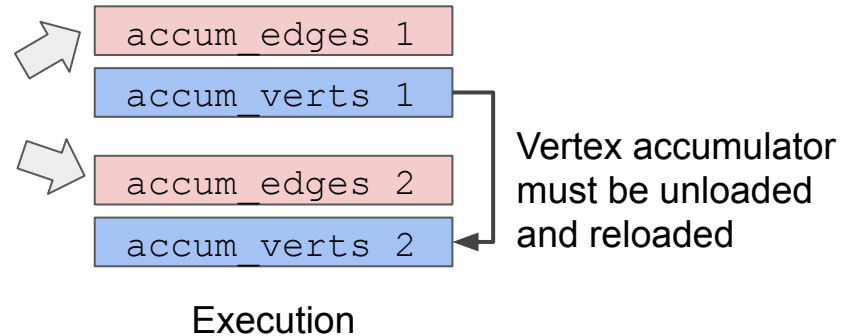 accum_edges 1
accum_verts 1
accum_edges 2
accum_verts 2
Vertex accumulator
must be unloaded
and reloaded
Execution